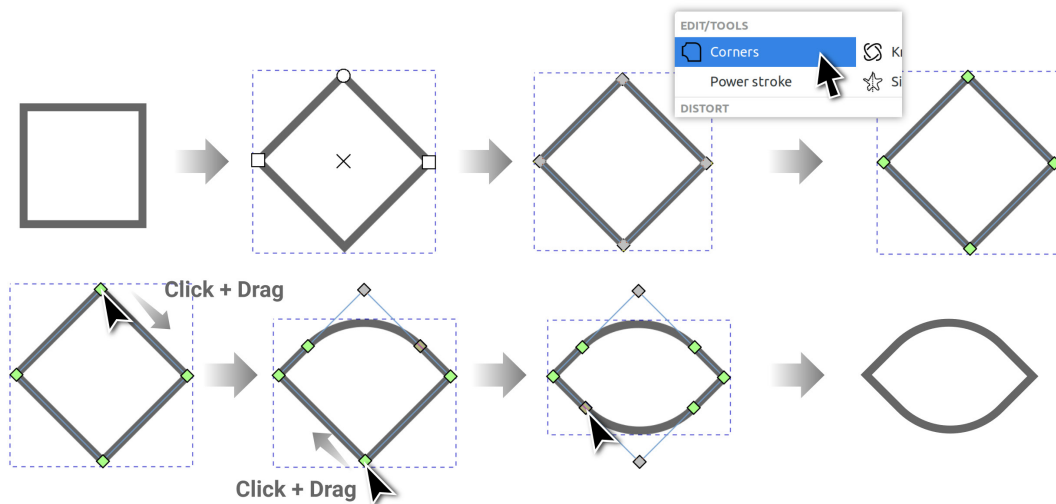 EDIT/TOOLS
Corners
Power stroke
DISTORT
Click + Drag
Click + Drag